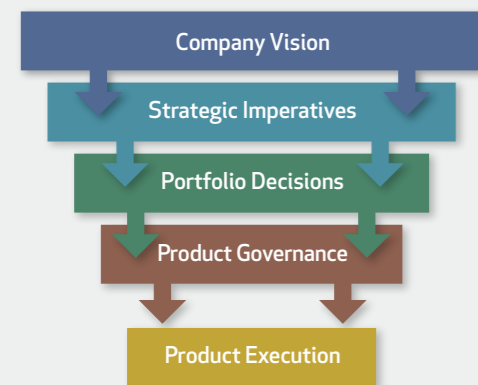 Company Vision
Strategic Imperatives
Portfolio Decisions
Product Governance
Product Execution